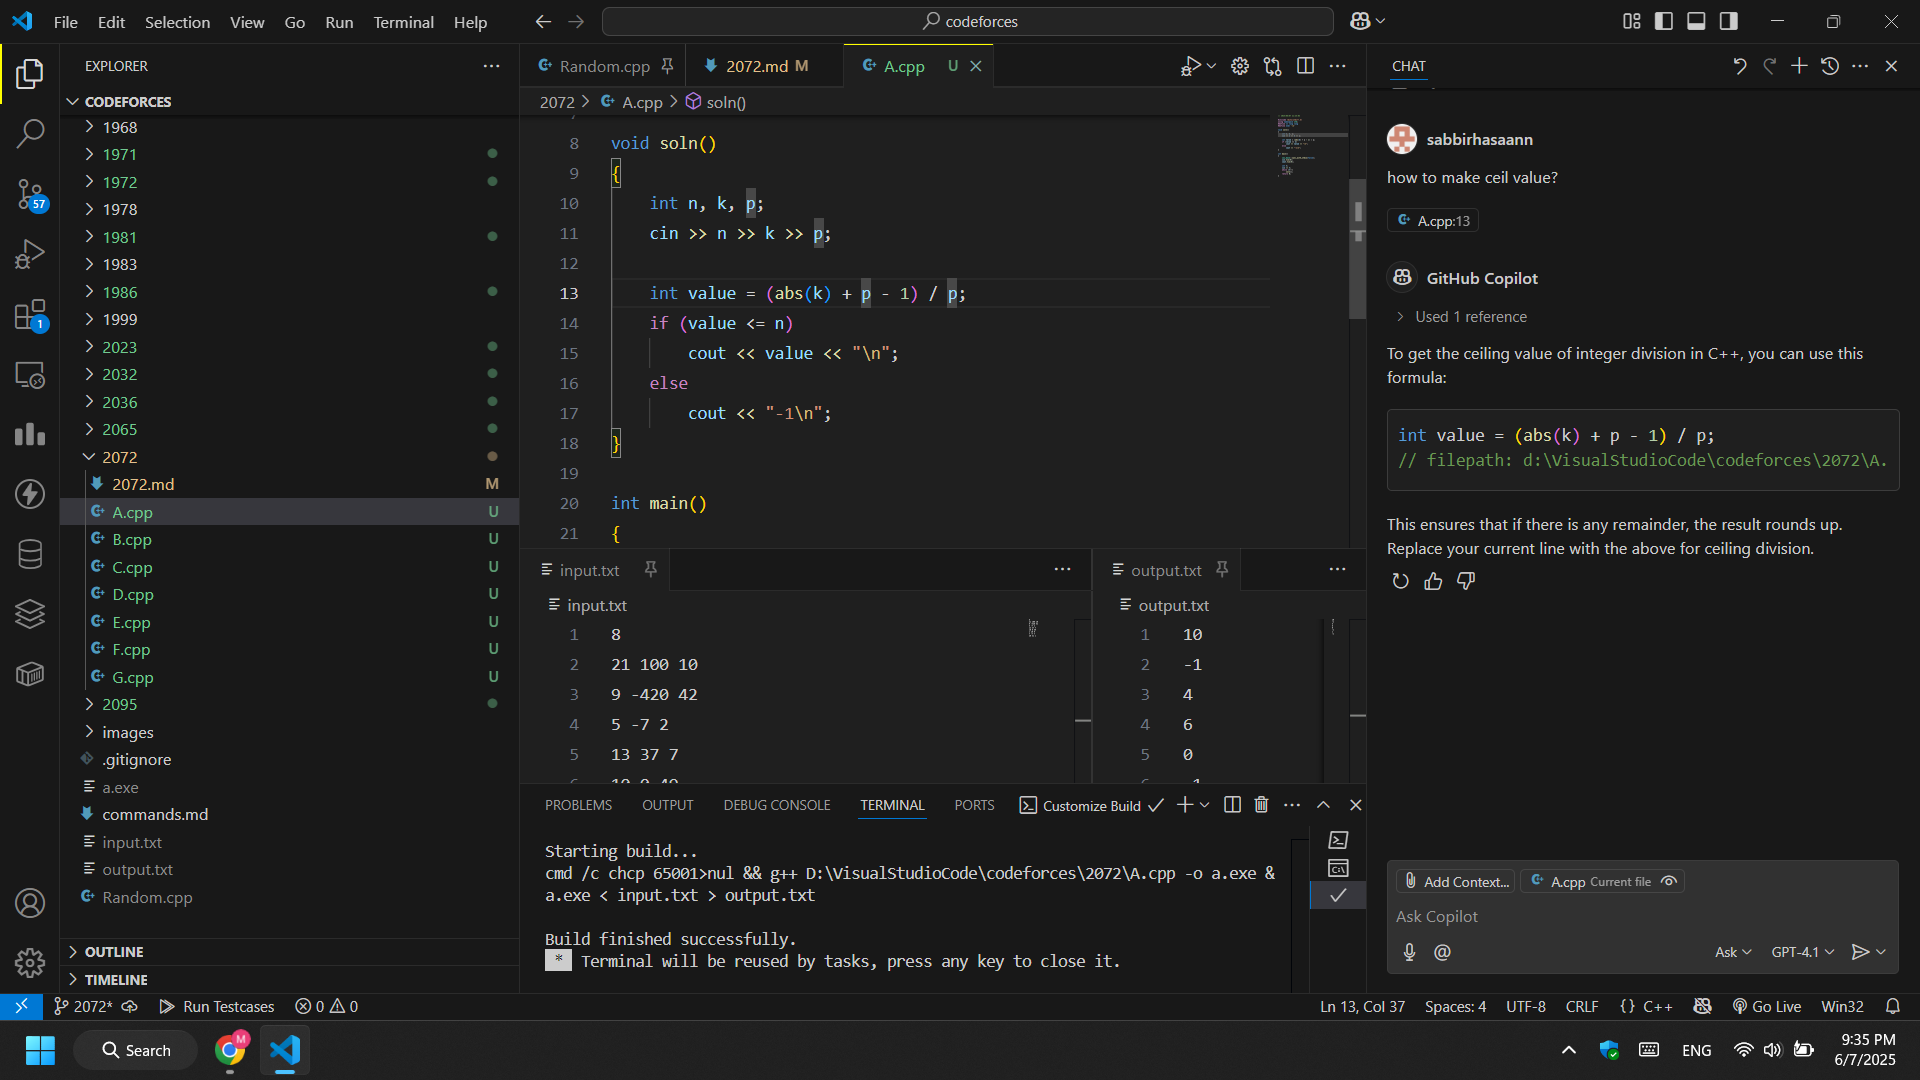 File Edit Selection View Go Run Terminal Help
codeforces
EXPLORER
CODEFORCES
1968
1971
1972
1978
1981
1983
1986
1999
2023
2032
2036
2065
2072
2072.md M
A.cpp U
B.cpp U
C.cpp U
D.cpp U
E.cpp U
F.cpp U
G.cpp U
2095
images
.gitignore
a.exe
commands.md
input.txt
output.txt
Random.cpp
OUTLINE
TIMELINE
57
1
Random.cpp
2072.md M
A.cpp U
2072 > A.cpp > soln()
8 void soln()
9 {
10 int n, k, p;
11 cin >> n >> k >> p;
12
13 int value = (abs(k) + p - 1) / p;
14 if (value <= n)
15 cout << value << "\n";
16 else
17 cout << "-1\n";
18 }
19
20 int main()
21 {
input.txt
input.txt
1 8
2 21 100 10
3 9 -420 42
4 5 -7 2
5 13 37 7
output.txt
output.txt
1 10
2 -1
3 4
4 6
5 0
PROBLEMS OUTPUT DEBUG CONSOLE TERMINAL PORTS Customize Build
Starting build...
cmd /c chcp 65001>nul && g++ D:\VisualStudioCode\codeforces\2072\A.cpp -o a.exe &
a.exe < input.txt > output.txt
Build finished successfully.
* Terminal will be reused by tasks, press any key to close it.
CHAT
sabbirhasaann
how to make ceil value?
A.cpp:13
GitHub Copilot
Used 1 reference
To get the ceiling value of integer division in C++, you can use this
formula:
int value = (abs(k) + p - 1) / p;
// filepath: d:\VisualStudioCode\codeforces\2072\A.
This ensures that if there is any remainder, the result rounds up.
Replace your current line with the above for ceiling division.
Add Context...
A.cpp Current file
Ask Copilot
@
Ask
GPT-4.1
2072*
Run Testcases
0 0
Ln 13, Col 37
Spaces: 4
UTF-8
CRLF
{} C++
Go Live
Win32
Search
M
ENG
9:35 PM
6/7/2025